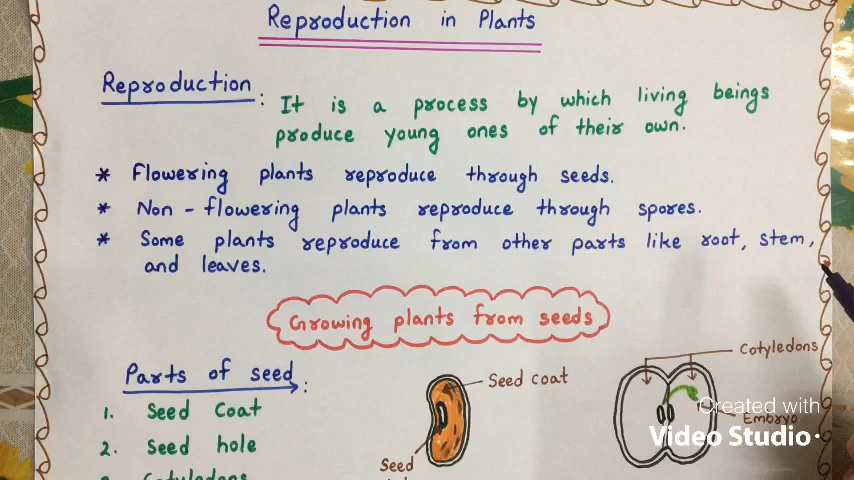 Reproduction in Plants
Reproduction :
It is a process by which living beings
produce young ones of their own.
* Flowering plants reproduce through seeds.
* Non-flowering plants reproduce through spores.
* Some plants reproduce from other parts like root, stem,
and leaves.
Growing plants from seeds
Parts of seed :
1. Seed Coat
2. Seed hole
Cotyledons
Seed coat
Seed
Cotyledons
Embryo
Created with
Video Studio